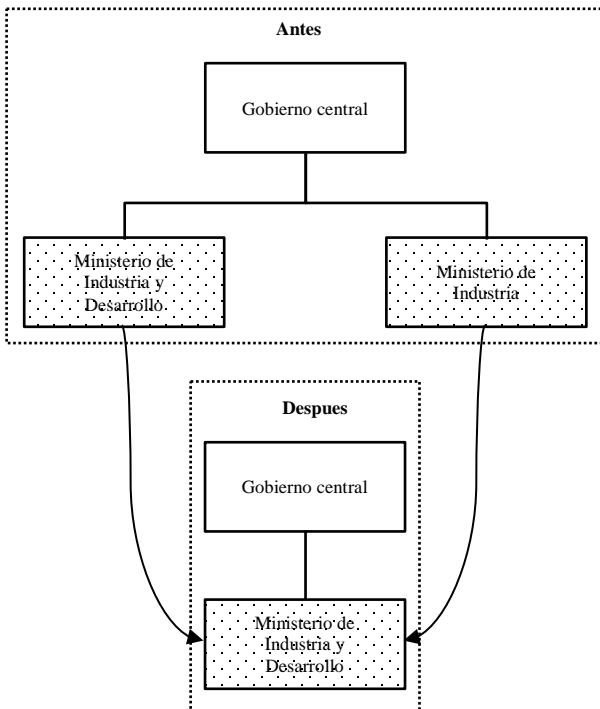 Antes
Gobierno central
Ministerio de
Industria y
Desarrollo
Ministerio de
Industria
Despues
Gobierno central
Ministerio de
Industria y
Desarrollo